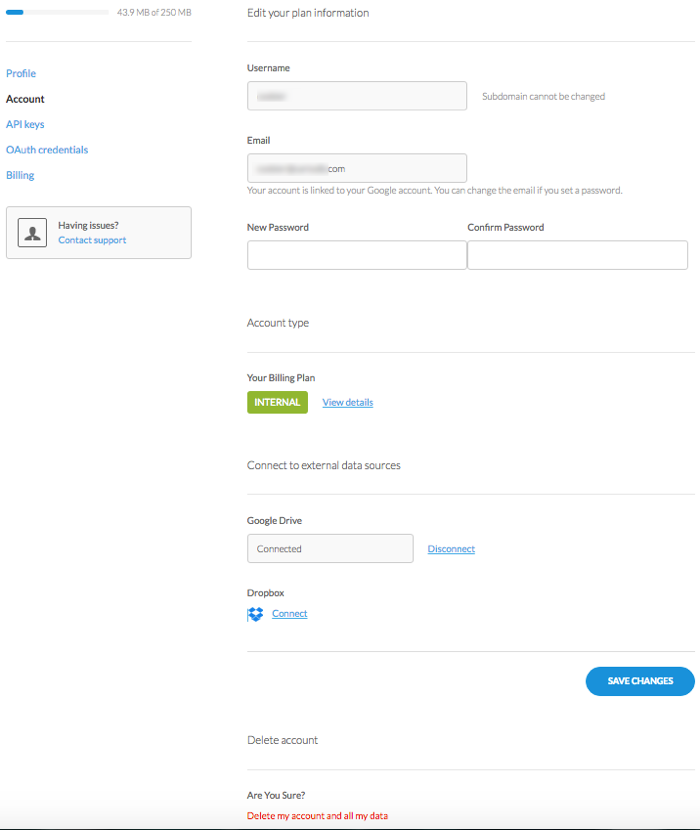 43.9 MB of 250 MB
Profile
Account
API keys
OAuth credentials
Billing
Having issues?
Contact support
Edit your plan information
Username
Subdomain cannot be changed
Email
com
Your account is linked to your Google account. You can change the email if you set a password.
New Password Confirm Password
Account type
Your Billing Plan
INTERNAL View details
Connect to external data sources
Google Drive
Connected Disconnect
Dropbox
Connect
SAVE CHANGES
Delete account
Are You Sure?
Delete my account and all my data